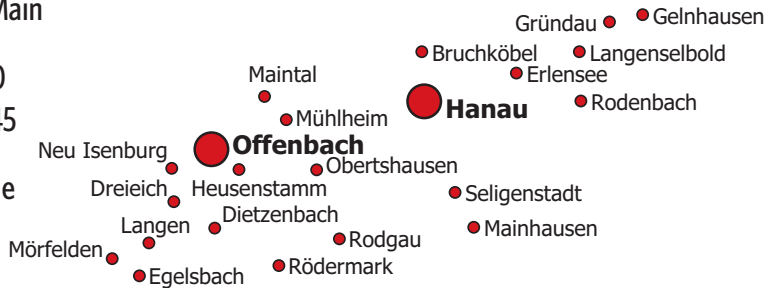 Main
Gründau
Gelnhausen
Bruchköbel
Langenselbold
Erlensee
Maintal
Rodenbach
Hanau
45
Mühlheim
Offenbach
Neu Isenburg
Obertshausen
Dreieich
Heusenstamm
Seligenstadt
Dietzenbach
Langen
Mainhausen
Rodgau
Mörfelden
Rödermark
Egelsbach